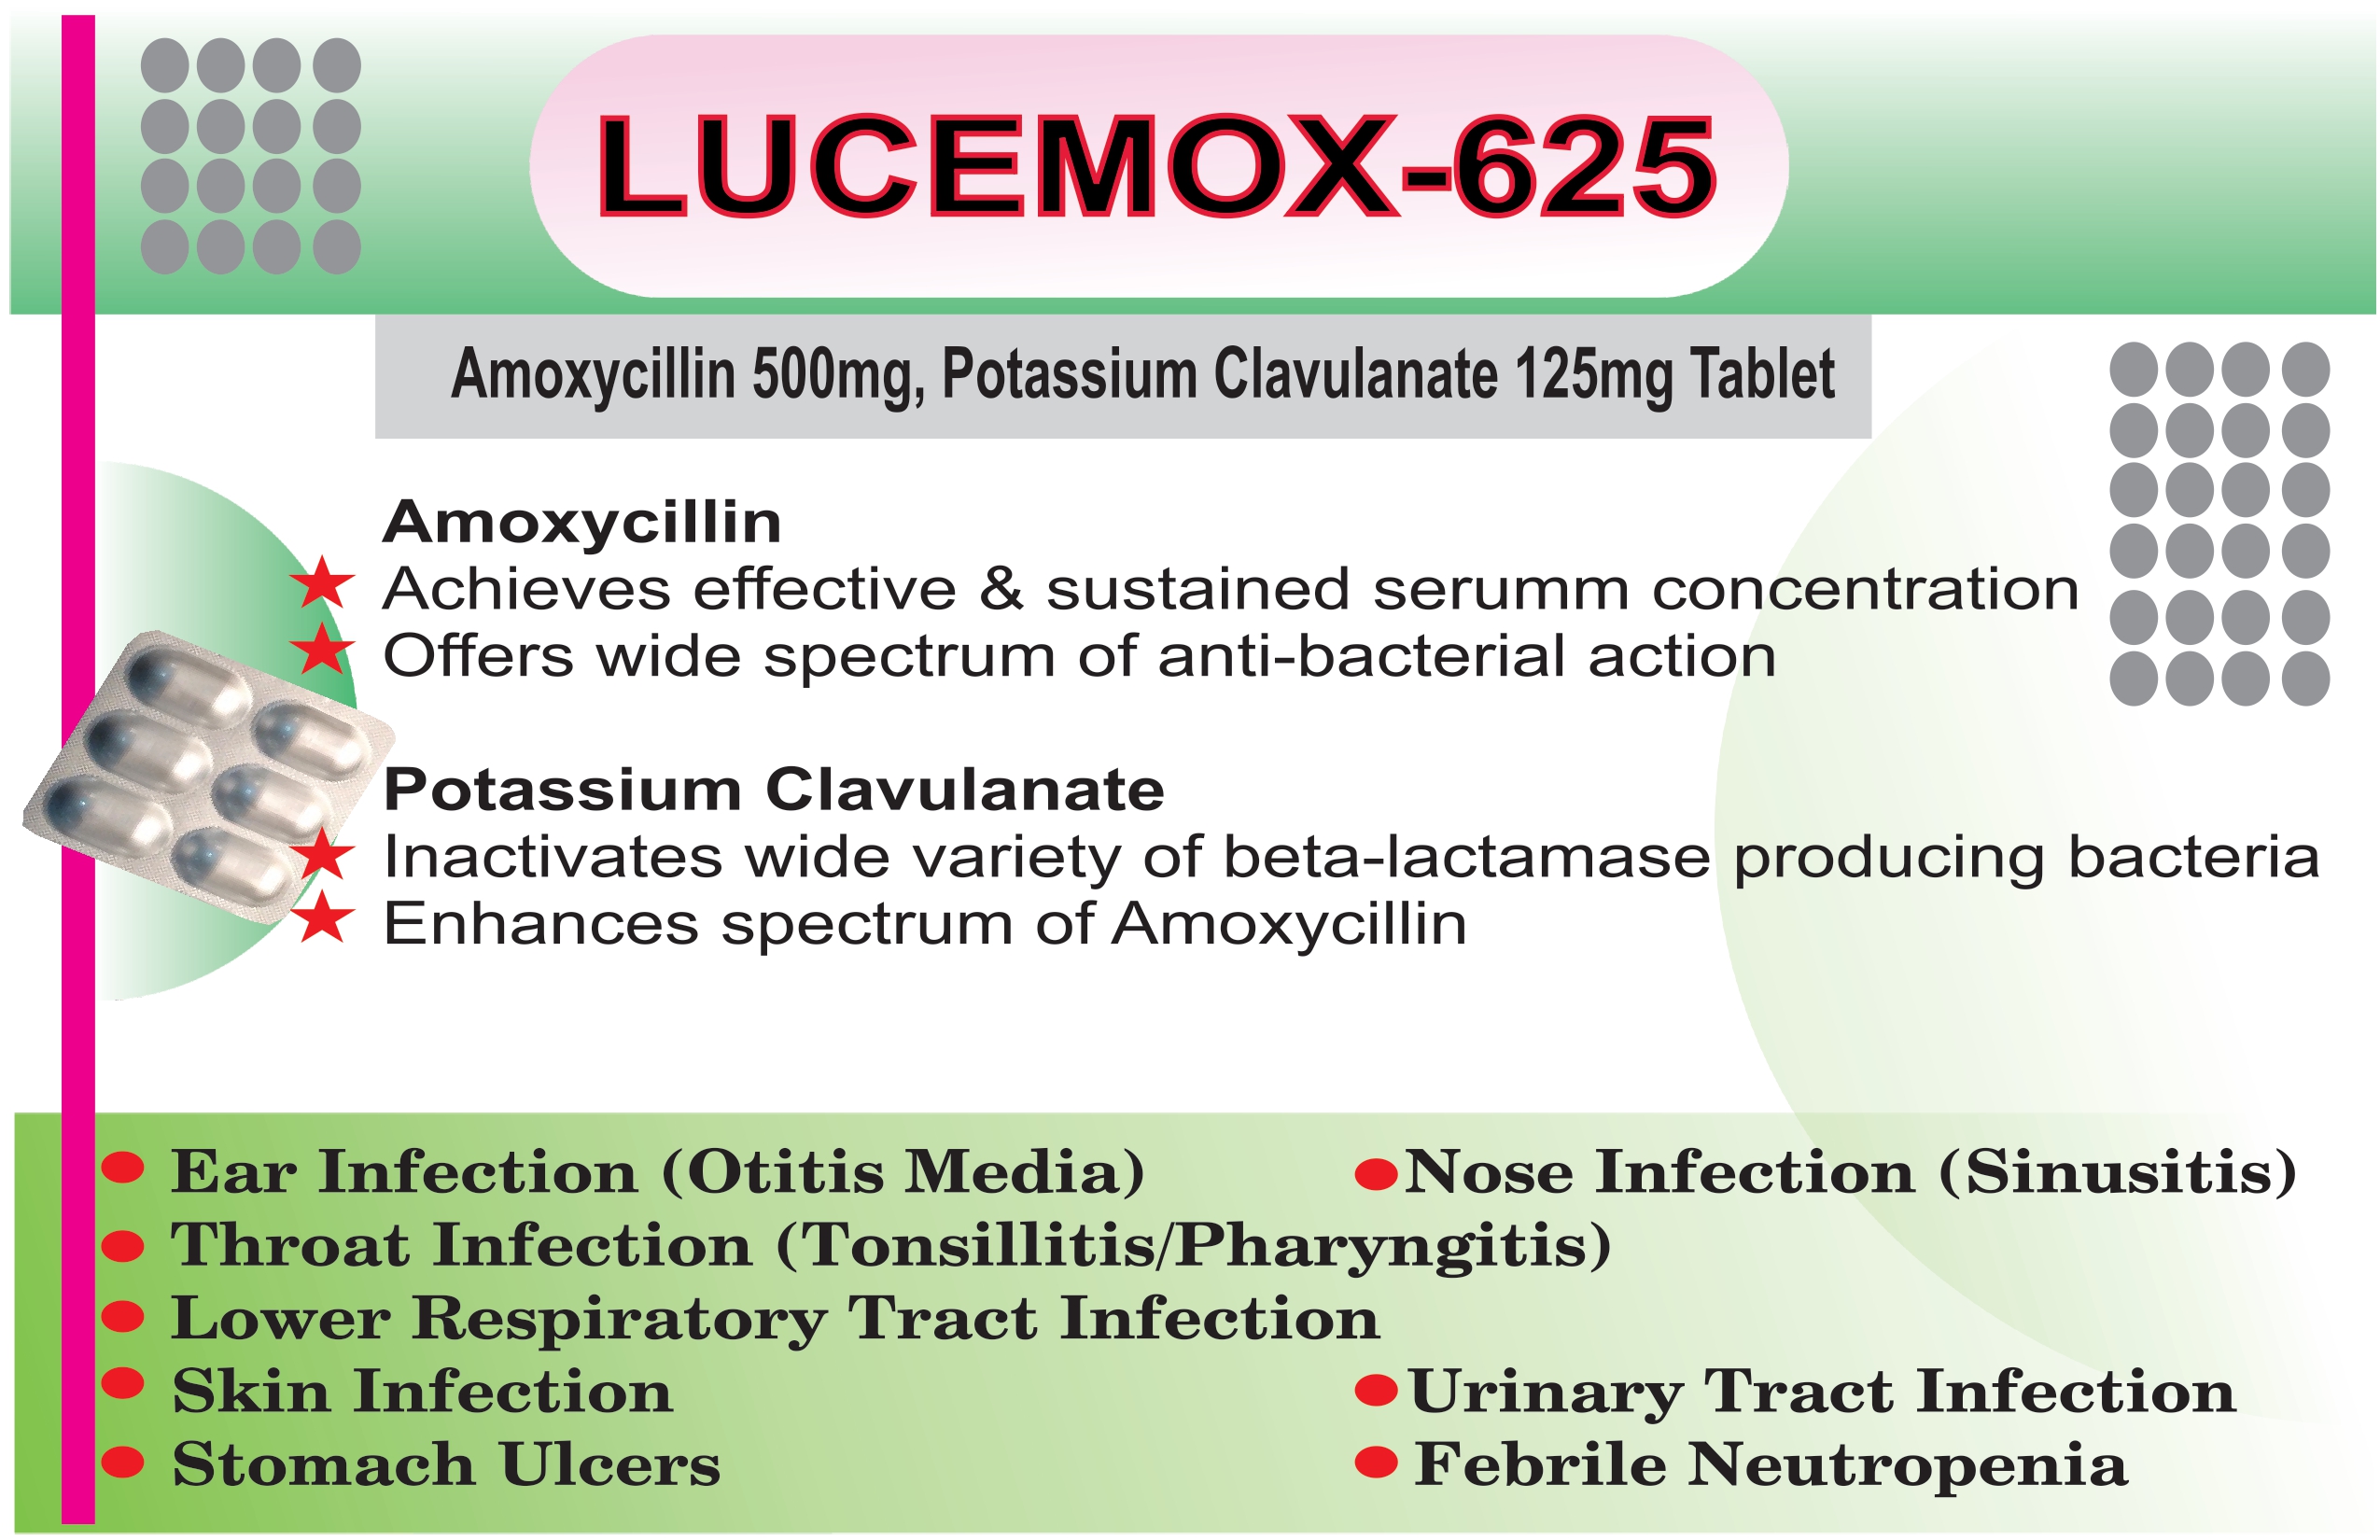 LUCEMOX-625
Amoxycillin 500mg, Potassium Clavulanate 125mg Tablet
Amoxycillin
Achieves effective & sustained serumm concentration
Offers wide spectrum of anti-bacterial action
Potassium Clavulanate
Inactivates wide variety of beta-lactamase producing bacteria
Enhances spectrum of Amoxycillin
Ear Infection (Otitis Media)
Nose Infection (Sinusitis)
Throat Infection (Tonsillitis/Pharyngitis)
Lower Respiratory Tract Infection
Skin Infection
Urinary Tract Infection
Stomach Ulcers
Febrile Neutropenia